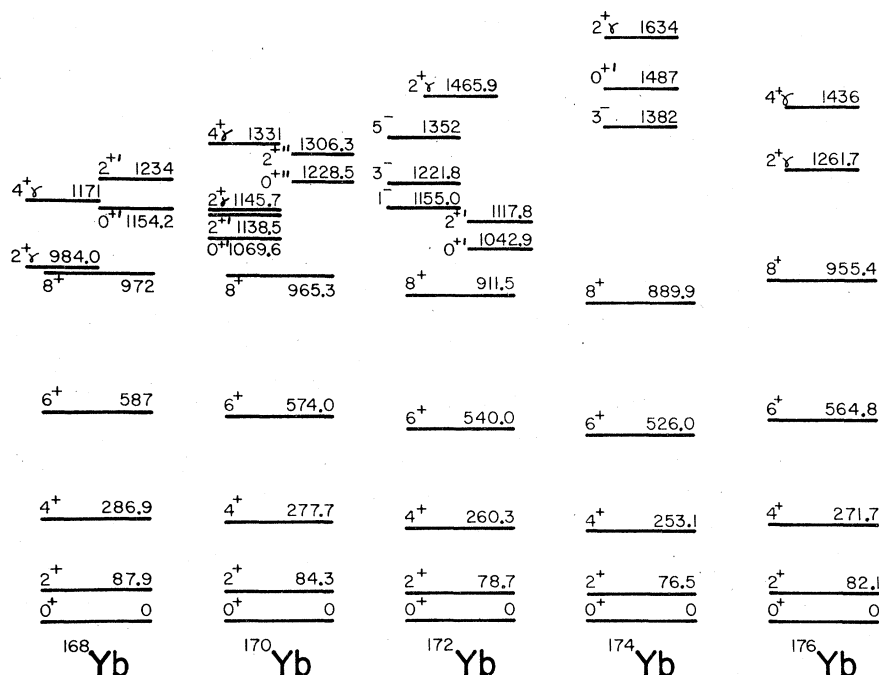 2⁺ɤ 1634
0⁺' 1487
3⁻ 1382
2⁺ɤ 1465.9
5⁻ 1352
3⁻ 1221.8
1⁻ 1155.0
2⁺' 1117.8
0⁺' 1042.9
4⁺ɤ 1436
2⁺ɤ 1261.7
4⁺ɤ 1331
2⁺'' 1306.3
0⁺'' 1228.5
2⁺ɤ 1145.7
2⁺' 1138.5
0⁺' 1069.6
2⁺' 1234
4⁺ɤ 1171
0⁺' 1154.2
2⁺ɤ 984.0
8⁺ 972
8⁺ 965.3
8⁺ 911.5
8⁺ 889.9
8⁺ 955.4
6⁺ 587
6⁺ 574.0
6⁺ 540.0
6⁺ 526.0
6⁺ 564.8
4⁺ 286.9
4⁺ 277.7
4⁺ 260.3
4⁺ 253.1
4⁺ 271.7
2⁺ 87.9
2⁺ 84.3
2⁺ 78.7
2⁺ 76.5
2⁺ 82.1
0⁺ 0
0⁺ 0
0⁺ 0
0⁺ 0
0⁺ 0
¹⁶⁸Yb
¹⁷⁰Yb
¹⁷²Yb
¹⁷⁴Yb
¹⁷⁶Yb